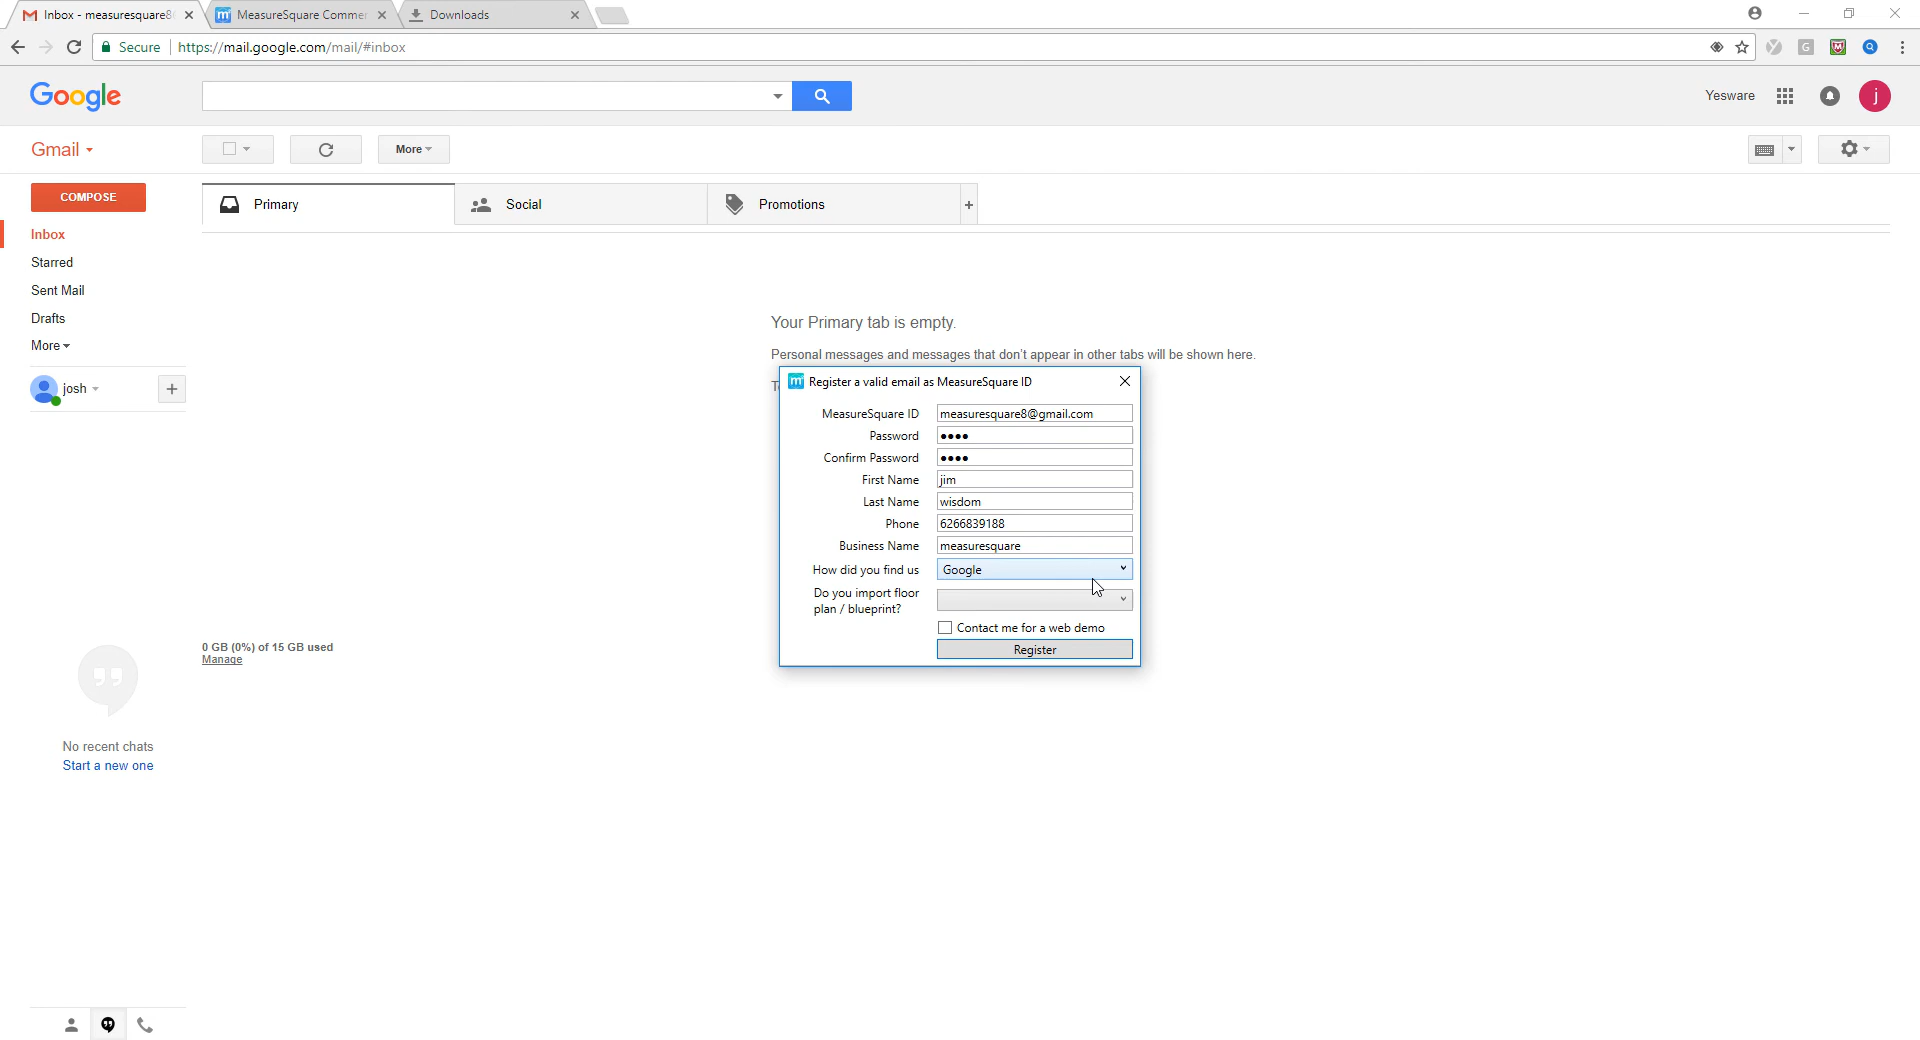 Inbox - measuresquare8
MeasureSquare Commer
Downloads
Secure
https://mail.google.com/mail/#inbox
Google
Yesware
j
Gmail
More
COMPOSE
Primary
Social
Promotions
+
Inbox
Starred
Sent Mail
Drafts
More
josh
+
Your Primary tab is empty.
Personal messages and messages that don't appear in other tabs will be shown here.
Register a valid email as MeasureSquare ID
MeasureSquare ID measuresquare8@gmail.com
Password ●●●●
Confirm Password ●●●●
First Name jim
Last Name wisdom
Phone 6266839188
Business Name measuresquare
How did you find us Google
Do you import floor
plan / blueprint?
Contact me for a web demo
Register
0 GB (0%) of 15 GB used
Manage
No recent chats
Start a new one